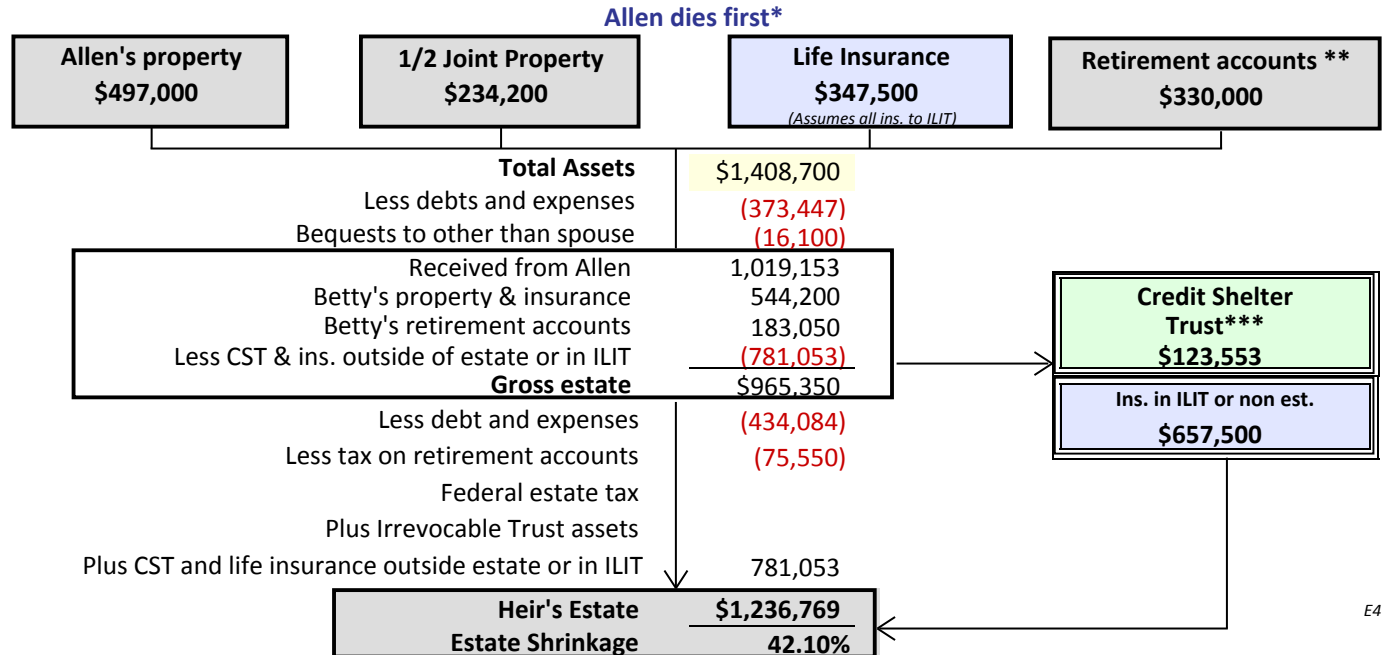 Allen dies first*
Allen's property
$497,000
1/2 Joint Property
$234,200
Life Insurance
$347,500
(Assumes all ins. to ILIT)
Retirement accounts **
$330,000
Total Assets $1,408,700
Less debts and expenses (373,447)
Bequests to other than spouse (16,100)
Received from Allen 1,019,153
Betty's property & insurance 544,200
Betty's retirement accounts 183,050
Less CST & ins. outside of estate or in ILIT (781,053)
Gross estate $965,350
Credit Shelter
Trust***
$123,553
Ins. in ILIT or non est.
$657,500
Less debt and expenses (434,084)
Less tax on retirement accounts (75,550)
Federal estate tax
Plus Irrevocable Trust assets
Plus CST and life insurance outside estate or in ILIT 781,053
Heir's Estate $1,236,769
Estate Shrinkage 42.10%
E4